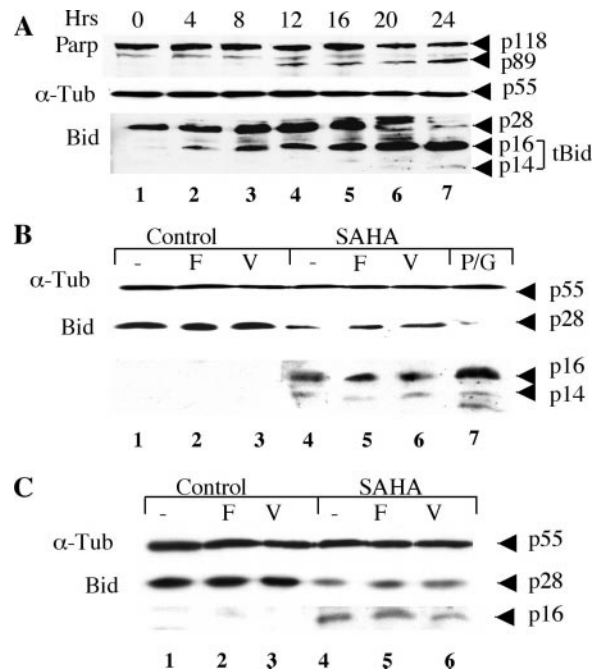 A Hrs 0 4 8 12 16 20 24
Parp p118
p89
α-Tub p55
Bid p28
p16
tBid
p14
1 2 3 4 5 6 7
B Control SAHA
- F V - F V P/G
α-Tub p55
Bid p28
p16
p14
1 2 3 4 5 6 7
C Control SAHA
- F V - F V
α-Tub p55
Bid p28
p16
1 2 3 4 5 6